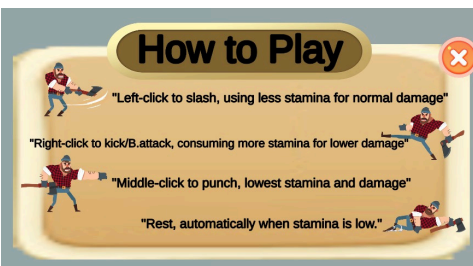 How to Play
"Left-click to slash, using less stamina for normal damage"
"Right-click to kick/B.attack, consuming more stamina for lower damage"
"Middle-click to punch, lowest stamina and damage"
"Rest, automatically when stamina is low."